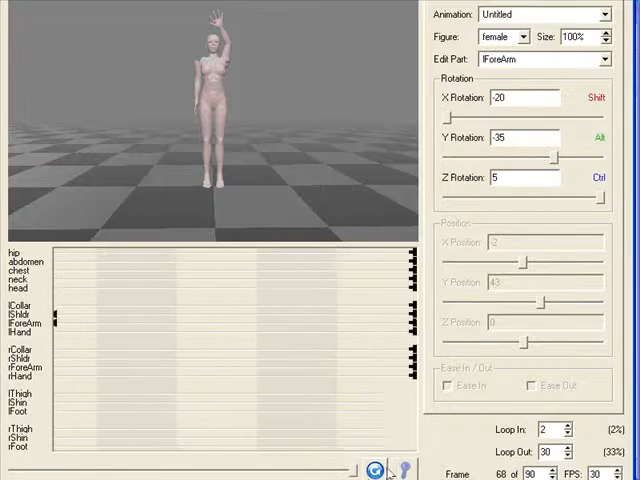 Animation: Untitled
Figure: female Size: 100%
Edit Part: lForeArm
Rotation
X Rotation: -20 Shift
Y Rotation: -35 Alt
Z Rotation: 5 Ctrl
Position
X Position: -2
Y Position: 43
Z Position: 0
Ease In / Out
Ease In Ease Out
Loop In: 2 (2%)
Loop Out: 30 (33%)
Frame 68 of 90 FPS: 30
hip
abdomen
chest
neck
head
lCollar
lShldr
lForeArm
lHand
rCollar
rShldr
rForeArm
rHand
lThigh
lShin
lFoot
rThigh
rShin
rFoot